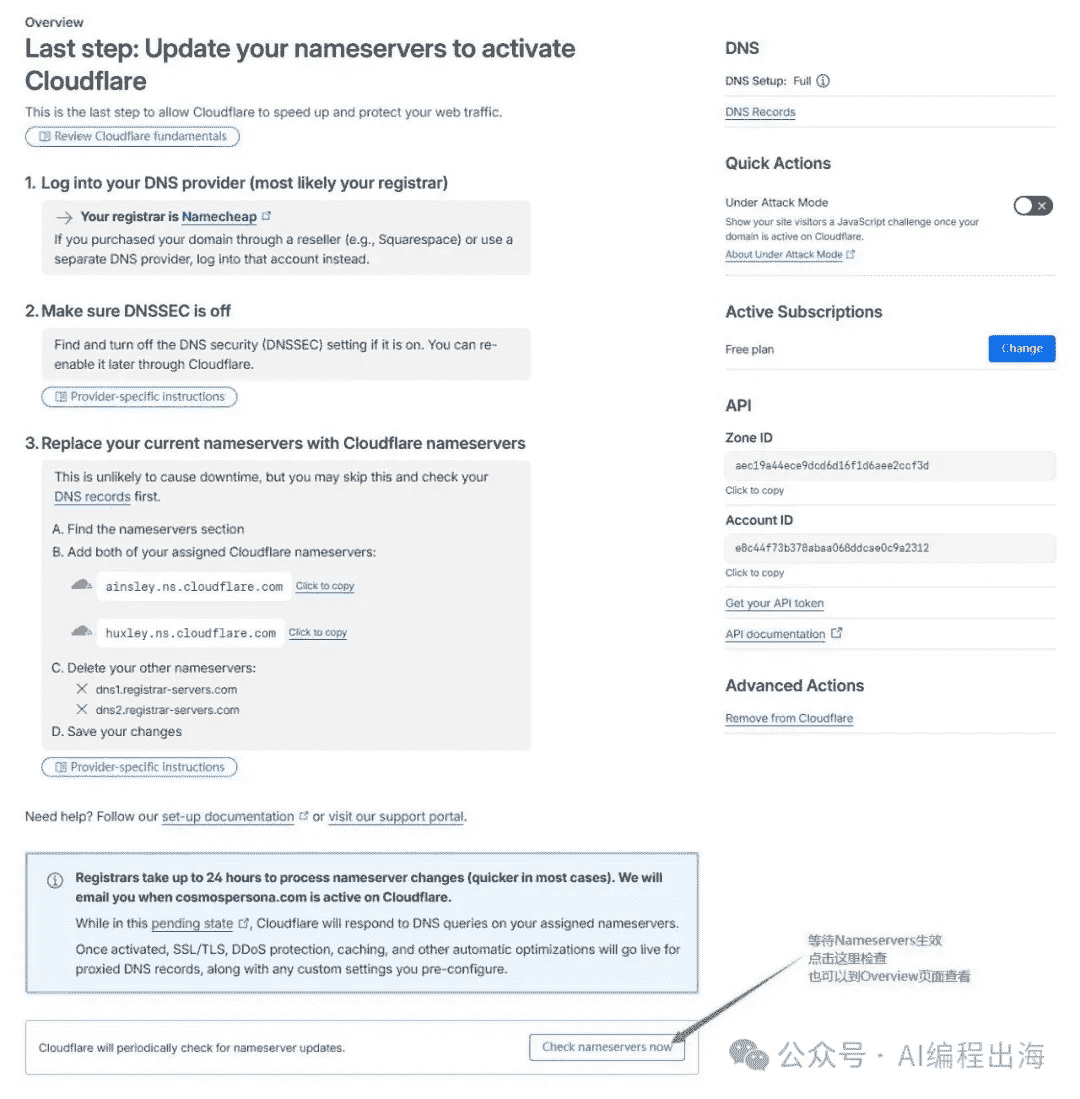 Overview
Last step: Update your nameservers to activate
Cloudflare
This is the last step to allow Cloudflare to speed up and protect your web traffic.
Review Cloudflare fundamentals
1. Log into your DNS provider (most likely your registrar)
Your registrar is Namecheap
If you purchased your domain through a reseller (e.g., Squarespace) or use a
separate DNS provider, log into that account instead.
2. Make sure DNSSEC is off
Find and turn off the DNS security (DNSSEC) setting if it is on. You can re-
enable it later through Cloudflare.
Provider-specific instructions
3. Replace your current nameservers with Cloudflare nameservers
This is unlikely to cause downtime, but you may skip this and check your
DNS records first.
A. Find the nameservers section
B. Add both of your assigned Cloudflare nameservers:
ainsley.ns.cloudflare.com Click to copy
huxley.ns.cloudflare.com Click to copy
C. Delete your other nameservers:
dns1.registrar-servers.com
dns2.registrar-servers.com
D. Save your changes
Provider-specific instructions
Need help? Follow our set-up documentation or visit our support portal.
Registrars take up to 24 hours to process nameserver changes (quicker in most cases). We will
email you when cosmospersona.com is active on Cloudflare.
While in this pending state, Cloudflare will respond to DNS queries on your assigned nameservers.
Once activated, SSL/TLS, DDoS protection, caching, and other automatic optimizations will go live for
proxied DNS records, along with any custom settings you pre-configure.
Cloudflare will periodically check for nameserver updates.
Check nameservers now
DNS
DNS Setup: Full
DNS Records
Quick Actions
Under Attack Mode
Show your site visitors a JavaScript challenge once your
domain is active on Cloudflare.
About Under Attack Mode
Active Subscriptions
Free plan
Change
API
Zone ID
aec19a44ece9dcd6d16f1d6aee2ccf3d
Click to copy
Account ID
e8c44f73b378abaa068ddcae0c9a2312
Click to copy
Get your API token
API documentation
Advanced Actions
Remove from Cloudflare
等待Nameservers生效
点击这里检查
也可以到Overview页面查看
公众号 · AI编程出海